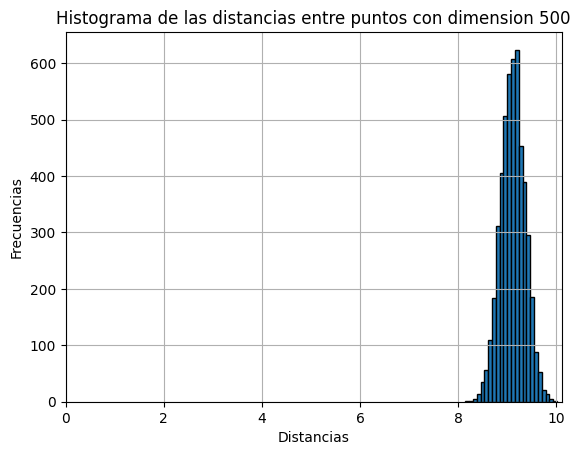 Histograma de las distancias entre puntos con dimension 500
600
500
400
300
200
100
0
Frecuencias
0 2 4 6 8 10
Distancias